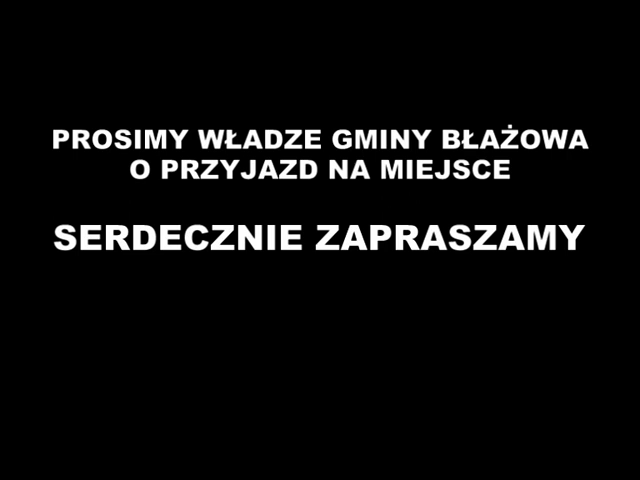 PROSIMY WŁADZE GMINY BŁAŻOWA
O PRZYJAZD NA MIEJSCE
SERDECZNIE ZAPRASZAMY